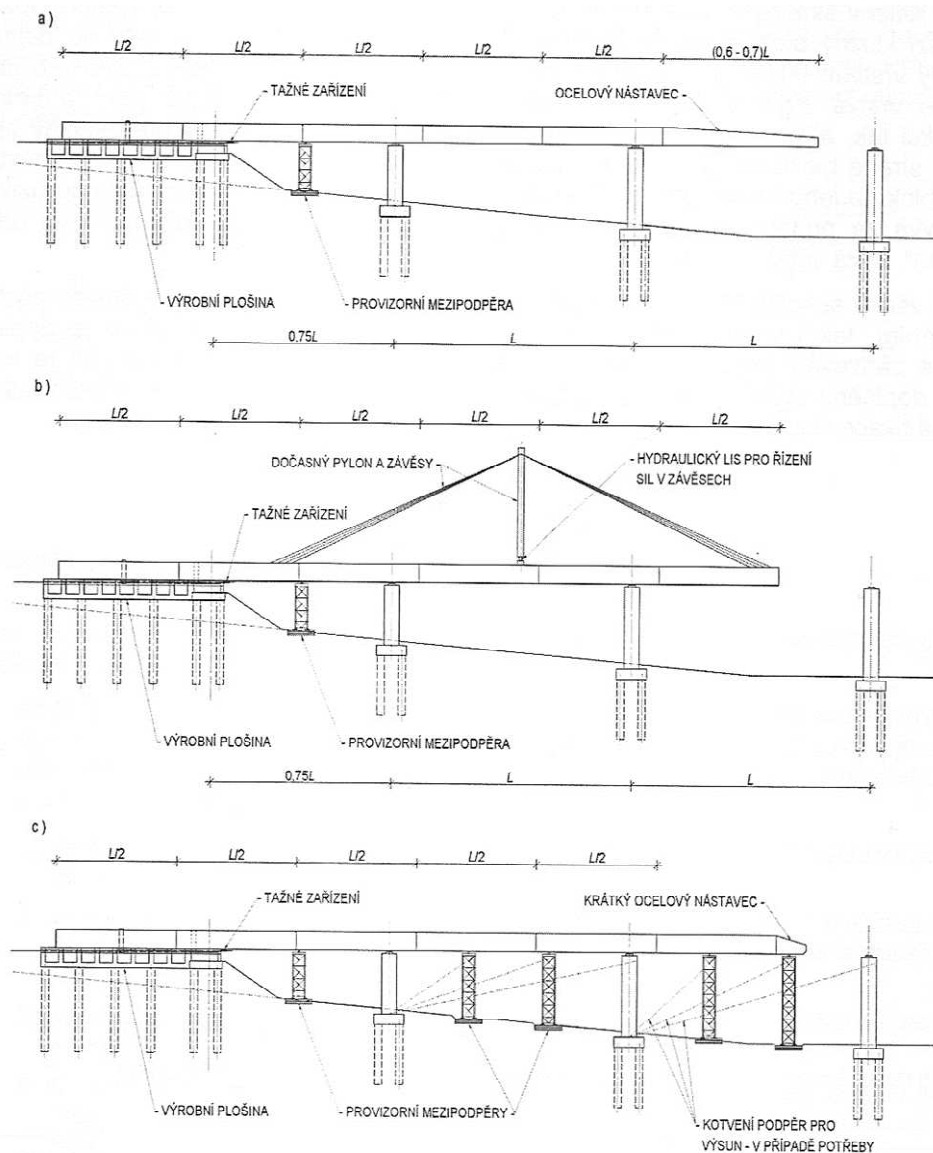 a)
L/2 L/2 L/2 L/2 L/2 (0,6 - 0,7)L
- TAŽNÉ ZAŘÍZENÍ OCELOVÝ NÁSTAVEC -
- VÝROBNÍ PLOŠINA - PROVIZORNÍ MEZIPODPĚRA
0,75L L L
b)
L/2 L/2 L/2 L/2 L/2 L/2
DOČASNÝ PYLON A ZÁVĚSY - HYDRAULICKÝ LIS PRO ŘÍZENÍ
SIL V ZÁVĚSECH
- TAŽNÉ ZAŘÍZENÍ
- VÝROBNÍ PLOŠINA - PROVIZORNÍ MEZIPODPĚRA
0,75L L L
c)
L/2 L/2 L/2 L/2 L/2
- TAŽNÉ ZAŘÍZENÍ KRÁTKÝ OCELOVÝ NÁSTAVEC -
- VÝROBNÍ PLOŠINA - PROVIZORNÍ MEZIPODPĚRY - KOTVENÍ PODPĚR PRO
VÝSUN - V PŘÍPADĚ POTŘEBY